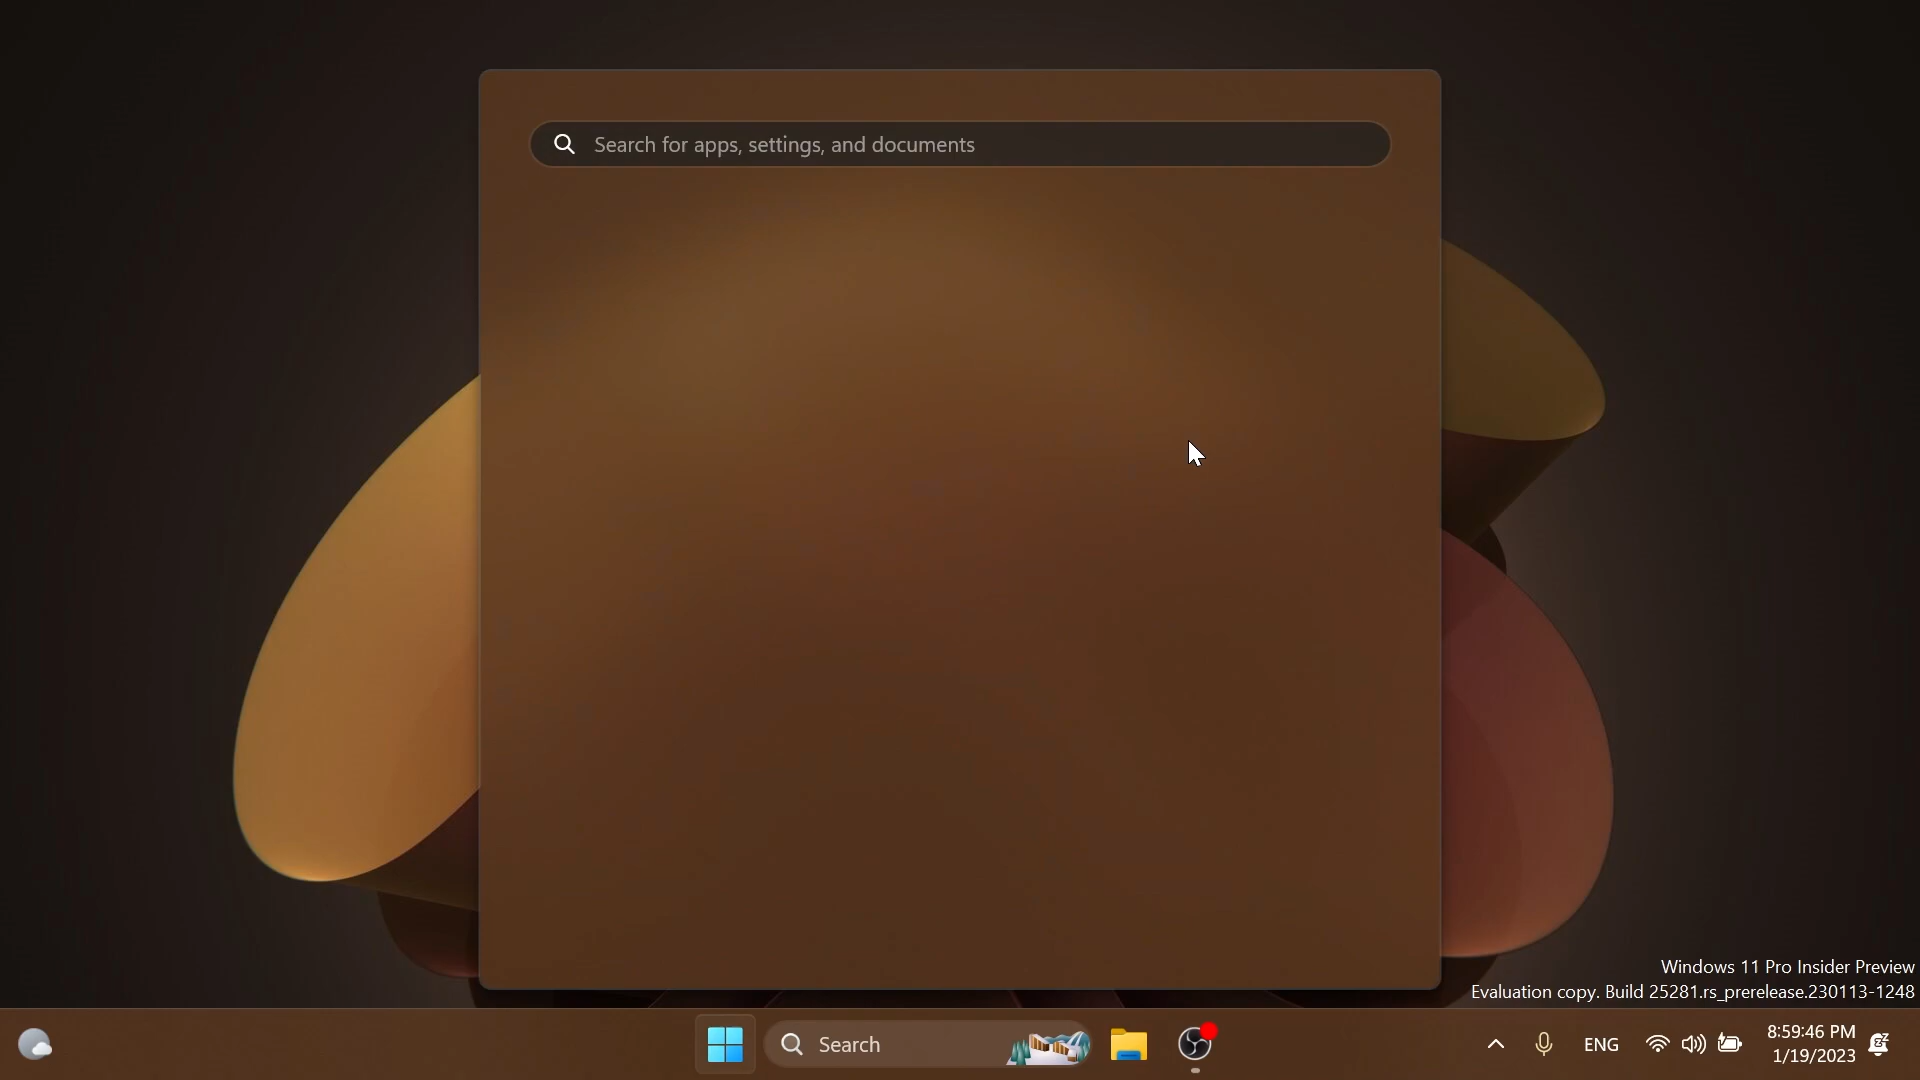 Search for apps, settings, and documents
Windows 11 Pro Insider Preview
Evaluation copy. Build 25281.rs_prerelease.230113-1248
Search
ENG
8:59:46 PM
1/19/2023